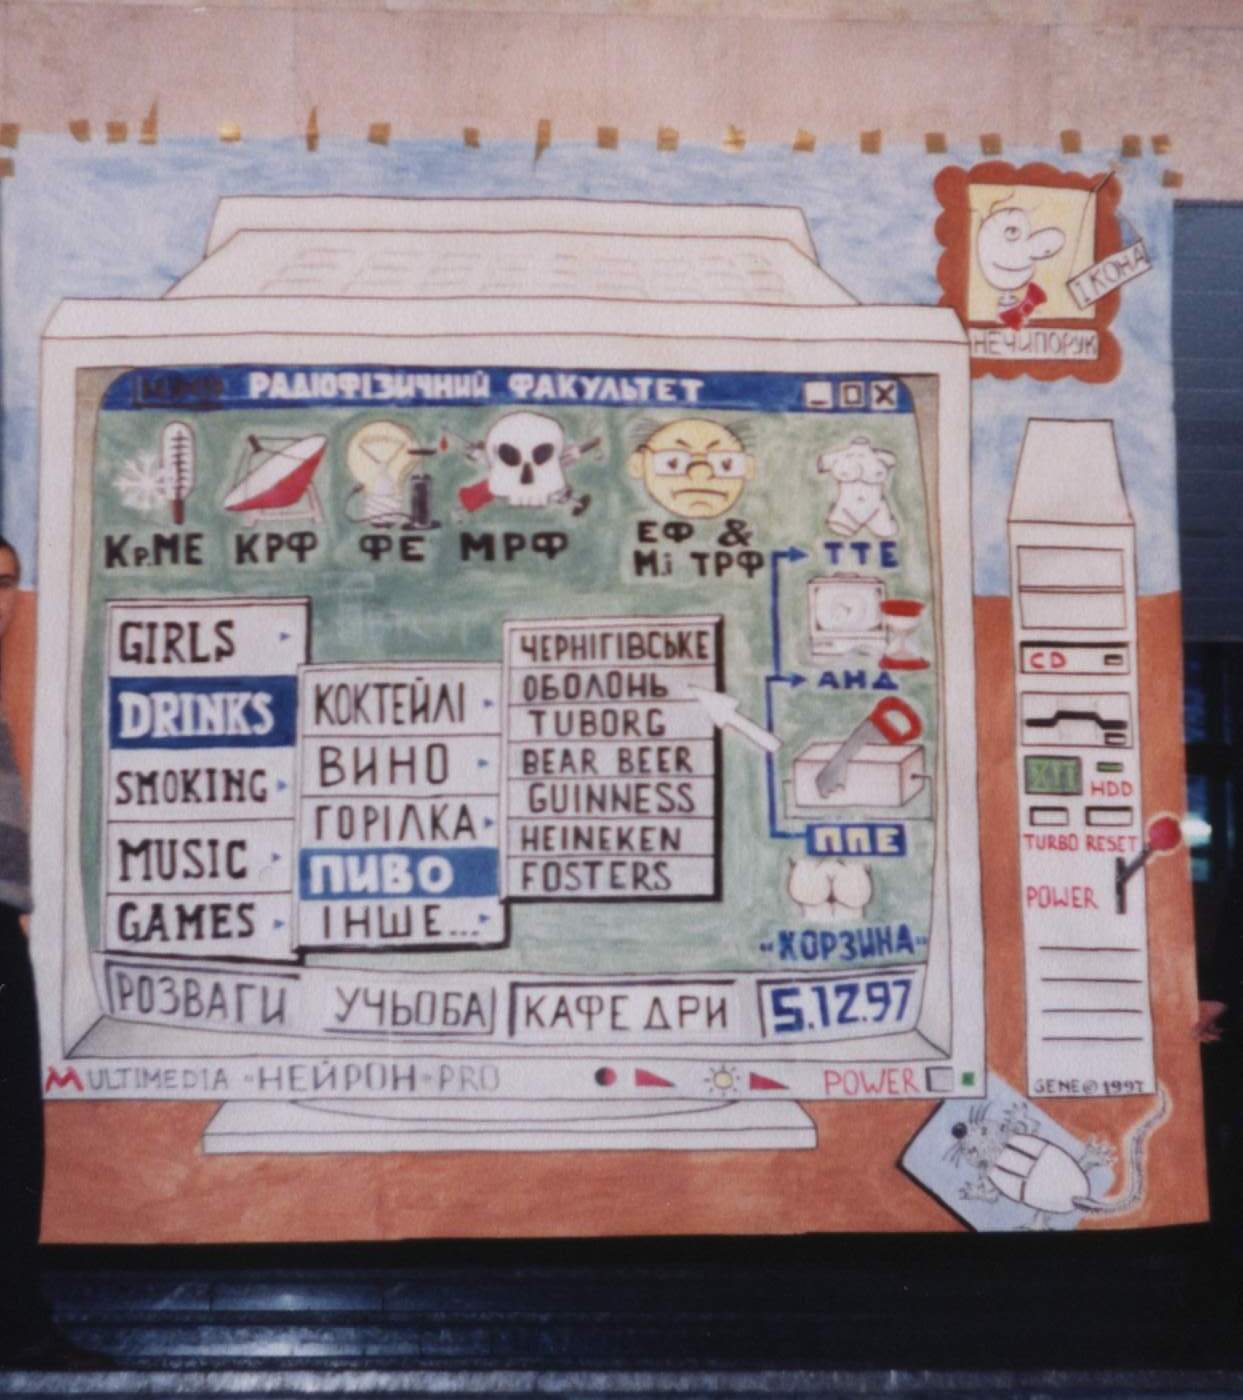 ІКОНА
НЕЧИПОРУК
РАДІОФІЗИЧНИЙ ФАКУЛЬТЕТ
КрМЕ
КРФ
ФЕ
МРФ
ЕФ &
М.і ТРФ
ТТЕ
АНД
ППЕ
"КОРЗИНА"
GIRLS
DRINKS
SMOKING
MUSIC
GAMES
КОКТЕЙЛІ
ВИНО
ГОРІЛКА
ПИВО
ІНШЕ...
ЧЕРНІГІВСЬКЕ
ОБОЛОНЬ
TUBORG
BEAR BEER
GUINNESS
HEINEKEN
FOSTERS
РОЗВАГИ
УЧЬОБА
КАФЕДРИ
5.12.97
MULTIMEDIA "НЕЙРОН" PRO
POWER
CD
HDD
TURBO RESET
POWER
GENE © 1997